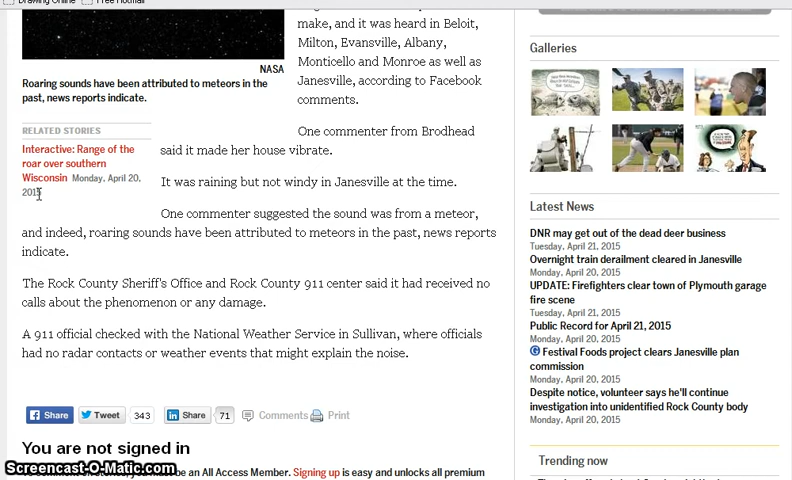 Drawing Online Free Hotmail
make, and it was heard in Beloit,
Milton, Evansville, Albany,
Monticello and Monroe as well as
Janesville, according to Facebook
comments.
NASA
Roaring sounds have been attributed to meteors in the
past, news reports indicate.
One commenter from Brodhead
said it made her house vibrate.
RELATED STORIES
Interactive: Range of the
roar over southern
Wisconsin Monday, April 20,
2015
It was raining but not windy in Janesville at the time.
One commenter suggested the sound was from a meteor,
and indeed, roaring sounds have been attributed to meteors in the past, news reports
indicate.
The Rock County Sheriff's Office and Rock County 911 center said it had received no
calls about the phenomenon or any damage.
A 911 official checked with the National Weather Service in Sullivan, where officials
had no radar contacts or weather events that might explain the noise.
Share Tweet 343 Share 71 Comments Print
You are not signed in
be an All Access Member. Signing up is easy and unlocks all premium
Screencast-O-Matic.com
Galleries
Latest News
DNR may get out of the dead deer business
Tuesday, April 21, 2015
Overnight train derailment cleared in Janesville
Monday, April 20, 2015
UPDATE: Firefighters clear town of Plymouth garage
fire scene
Tuesday, April 21, 2015
Public Record for April 21, 2015
Monday, April 20, 2015
G Festival Foods project clears Janesville plan
commission
Monday, April 20, 2015
Despite notice, volunteer says he'll continue
investigation into unidentified Rock County body
Monday, April 20, 2015
Trending now